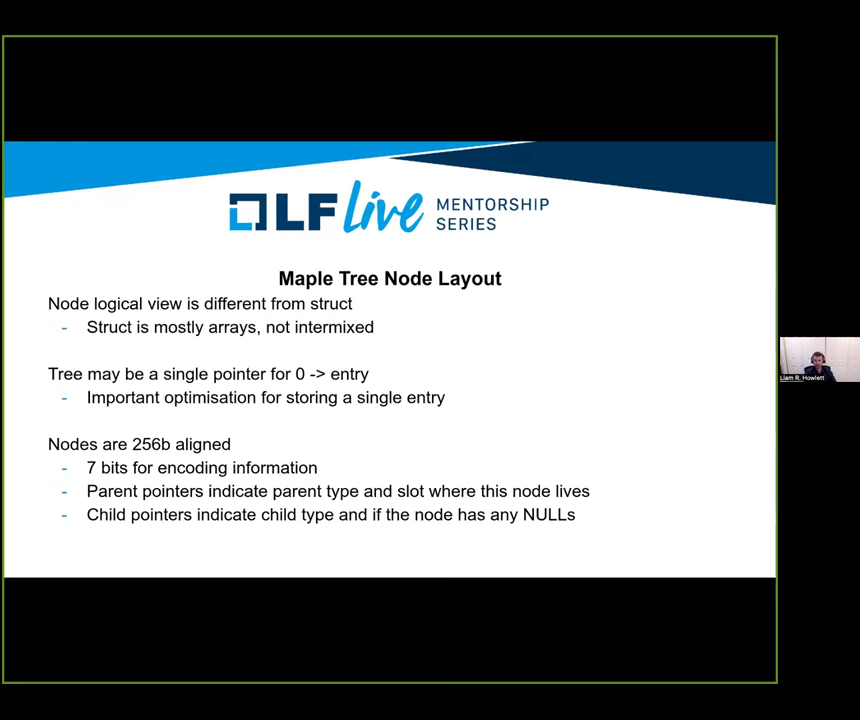 LF Live MENTORSHIP
SERIES
Maple Tree Node Layout
Node logical view is different from struct
- Struct is mostly arrays, not intermixed
Tree may be a single pointer for 0 -> entry
- Important optimisation for storing a single entry
Nodes are 256b aligned
- 7 bits for encoding information
- Parent pointers indicate parent type and slot where this node lives
- Child pointers indicate child type and if the node has any NULLs
Liam R. Howlett